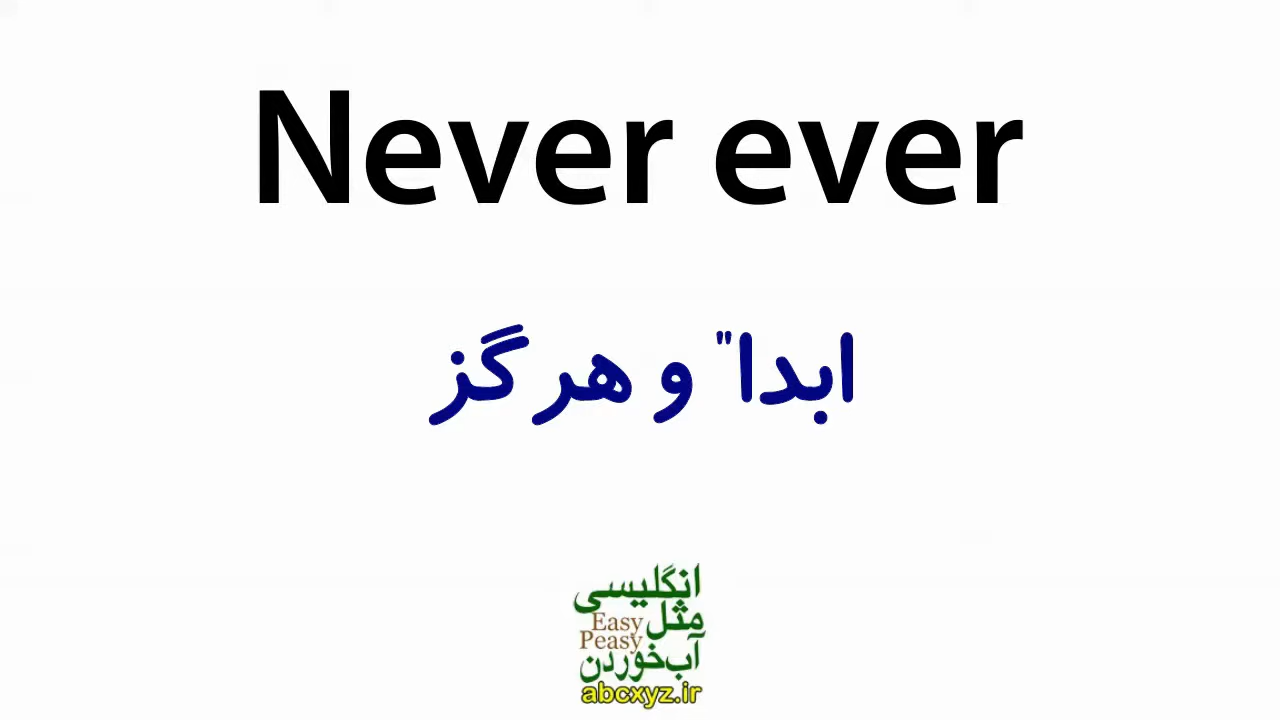 Never ever
ابدا" و هرگز
انگلیسی
مثل
Easy
Peasy
آب‌خوردن
abcxyz.ir